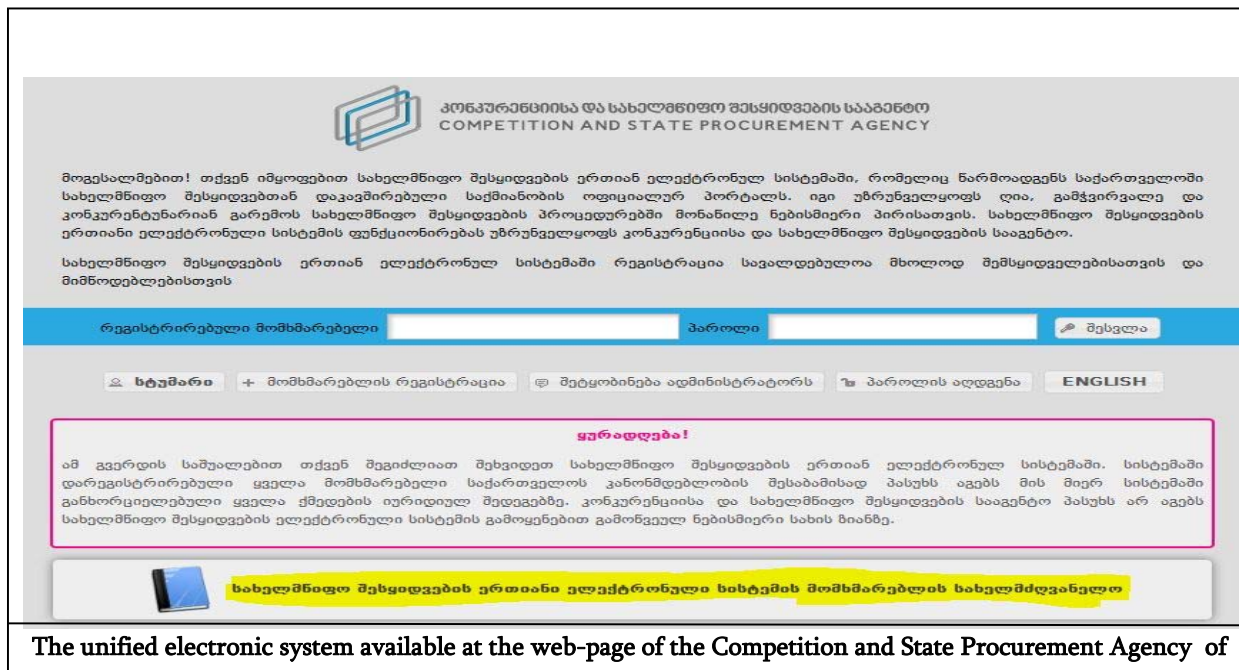 კონკურენციისა და სახელმწიფო შესყიდვების სააგენტო
COMPETITION AND STATE PROCUREMENT AGENCY
მოგესალმებით! თქვენ იმყოფებით სახელმწიფო შესყიდვების ერთიან ელექტრონულ სისტემაში, რომელიც წარმოადგენს საქართველოში
სახელმწიფო შესყიდვებთან დაკავშირებული საქმიანობის ოფიციალურ პორტალს. იგი უზრუნველყოფს ღია, გამჭვირვალე და
კონკურენტუნარიან გარემოს სახელმწიფო შესყიდვების პროცედურებში მონაწილე ნებისმიერი პირისათვის. სახელმწიფო შესყიდვების
ერთიანი ელექტრონული სისტემის ფუნქციონირებას უზრუნველყოფს კონკურენციისა და სახელმწიფო შესყიდვების სააგენტო.
სახელმწიფო შესყიდვების ერთიან ელექტრონულ სისტემაში რეგისტრაცია სავალდებულოა მხოლოდ შემსყიდველებისათვის და
მიმწოდებლებისთვის
რეგისტრირებული მომხმარებელი პაროლი შესვლა
სტუმარი + მომხმარებლის რეგისტრაცია შეტყობინება ადმინისტრატორს პაროლის აღდგენა ENGLISH
ყურადღება!
ამ გვერდის საშუალებით თქვენ შეგიძლიათ შეხვიდეთ სახელმწიფო შესყიდვების ერთიან ელექტრონულ სისტემაში. სისტემაში
დარეგისტრირებული ყველა მომხმარებელი საქართველოს კანონმდებლობის შესაბამისად პასუხს აგებს მის მიერ სისტემაში
განხორციელებული ყველა ქმედების იურიდიულ შედეგებზე. კონკურენციისა და სახელმწიფო შესყიდვების სააგენტო პასუხს არ აგებს
სახელმწიფო შესყიდვების ელექტრონული სისტემის გამოყენებით გამოწვეულ ნებისმიერი სახის ზიანზე.
სახელმწიფო შესყიდვების ერთიანი ელექტრონული სისტემის მომხმარებლის სახელმძღვანელო
The unified electronic system available at the web-page of the Competition and State Procurement Agency of